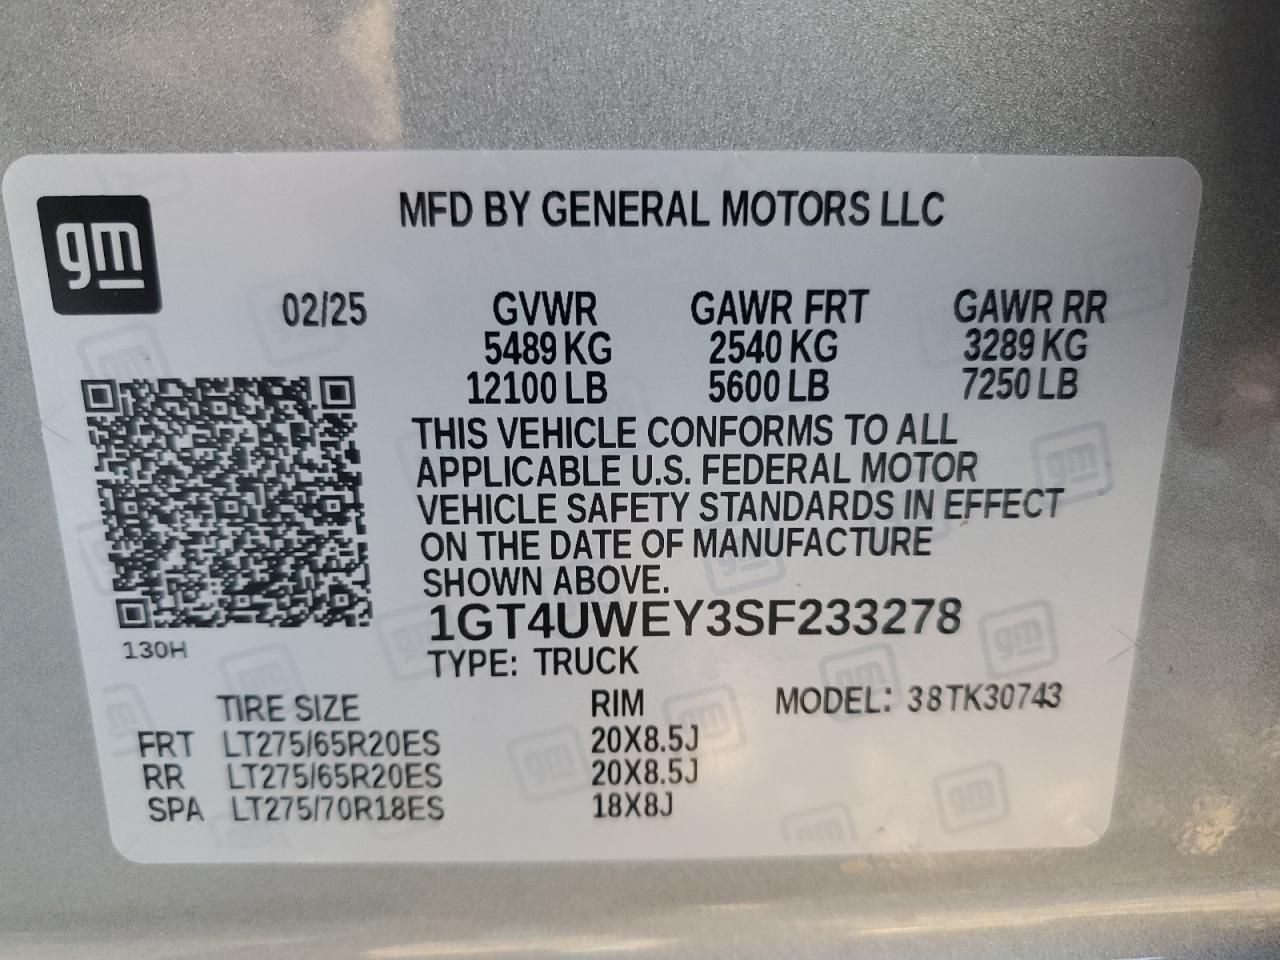 gm
MFD BY GENERAL MOTORS LLC
02/25 GVWR GAWR FRT GAWR RR
5489 KG 2540 KG 3289 KG
12100 LB 5600 LB 7250 LB
THIS VEHICLE CONFORMS TO ALL
APPLICABLE U.S. FEDERAL MOTOR
VEHICLE SAFETY STANDARDS IN EFFECT
ON THE DATE OF MANUFACTURE
SHOWN ABOVE.
1GT4UWEY3SF233278
130H
TYPE: TRUCK
TIRE SIZE RIM MODEL: 38TK30743
FRT LT275/65R20ES 20X8.5J
RR LT275/65R20ES 20X8.5J
SPA LT275/70R18ES 18X8J